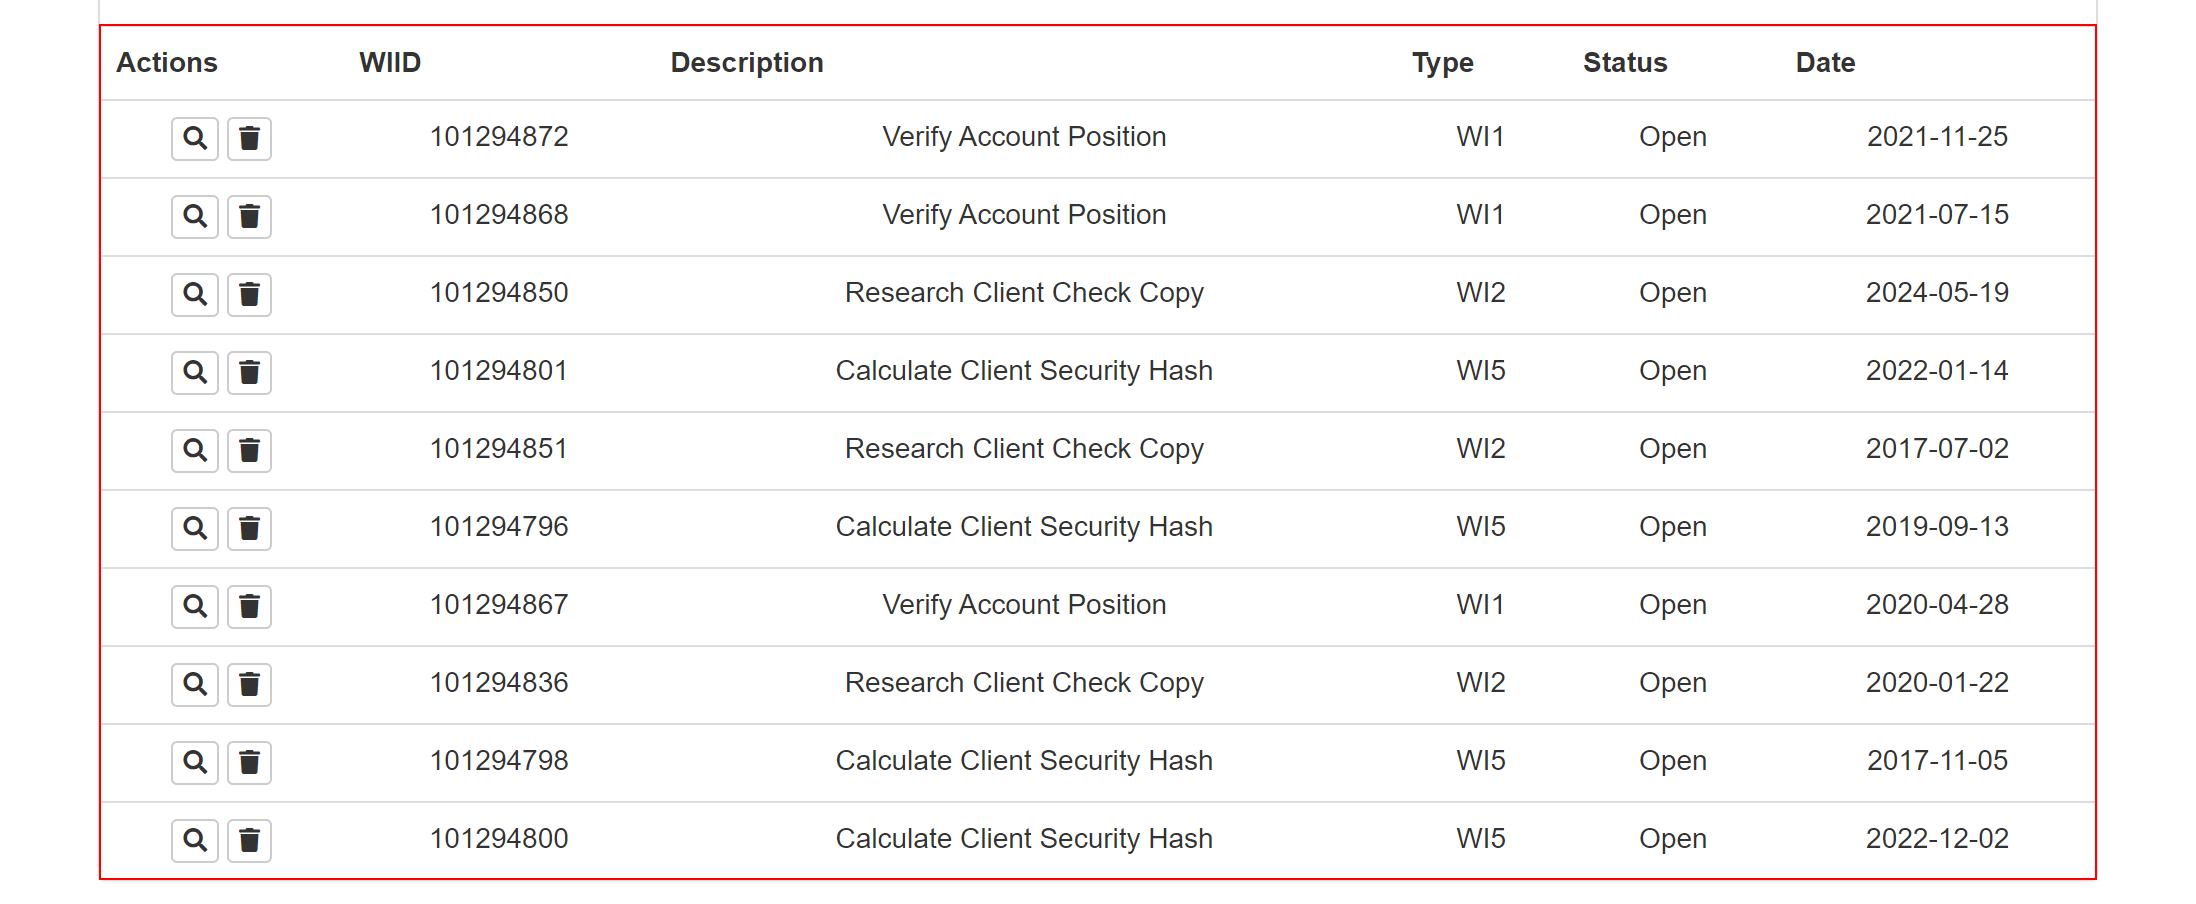 Actions WIID Description Type Status Date
101294872 Verify Account Position WI1 Open 2021-11-25
101294868 Verify Account Position WI1 Open 2021-07-15
101294850 Research Client Check Copy WI2 Open 2024-05-19
101294801 Calculate Client Security Hash WI5 Open 2022-01-14
101294851 Research Client Check Copy WI2 Open 2017-07-02
101294796 Calculate Client Security Hash WI5 Open 2019-09-13
101294867 Verify Account Position WI1 Open 2020-04-28
101294836 Research Client Check Copy WI2 Open 2020-01-22
101294798 Calculate Client Security Hash WI5 Open 2017-11-05
101294800 Calculate Client Security Hash WI5 Open 2022-12-02